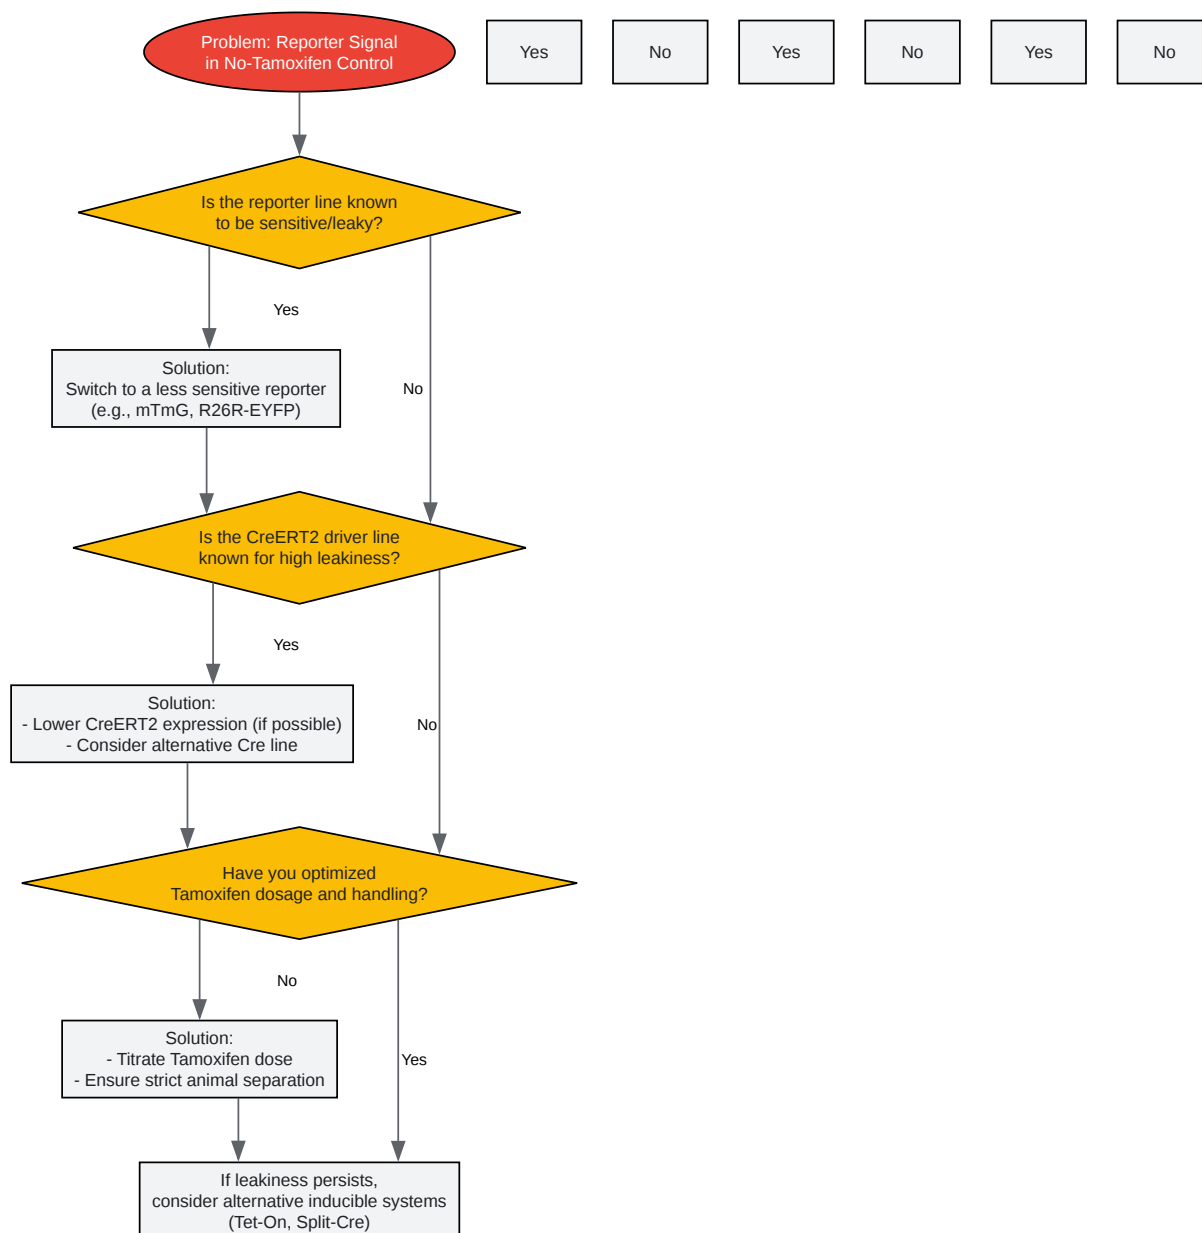 Problem: Reporter Signal
in No-Tamoxifen Control
Yes
No
Yes
No
Yes
No
Is the reporter line known
to be sensitive/leaky?
Yes
Solution:
Switch to a less sensitive reporter
(e.g., mTmG, R26R-EYFP)
No
Is the CreERT2 driver line
known for high leakiness?
Yes
Solution:
- Lower CreERT2 expression (if possible)
- Consider alternative Cre line
No
Have you optimized
Tamoxifen dosage and handling?
No
Solution:
- Titrate Tamoxifen dose
- Ensure strict animal separation
Yes
If leakiness persists,
consider alternative inducible systems
(Tet-On, Split-Cre)